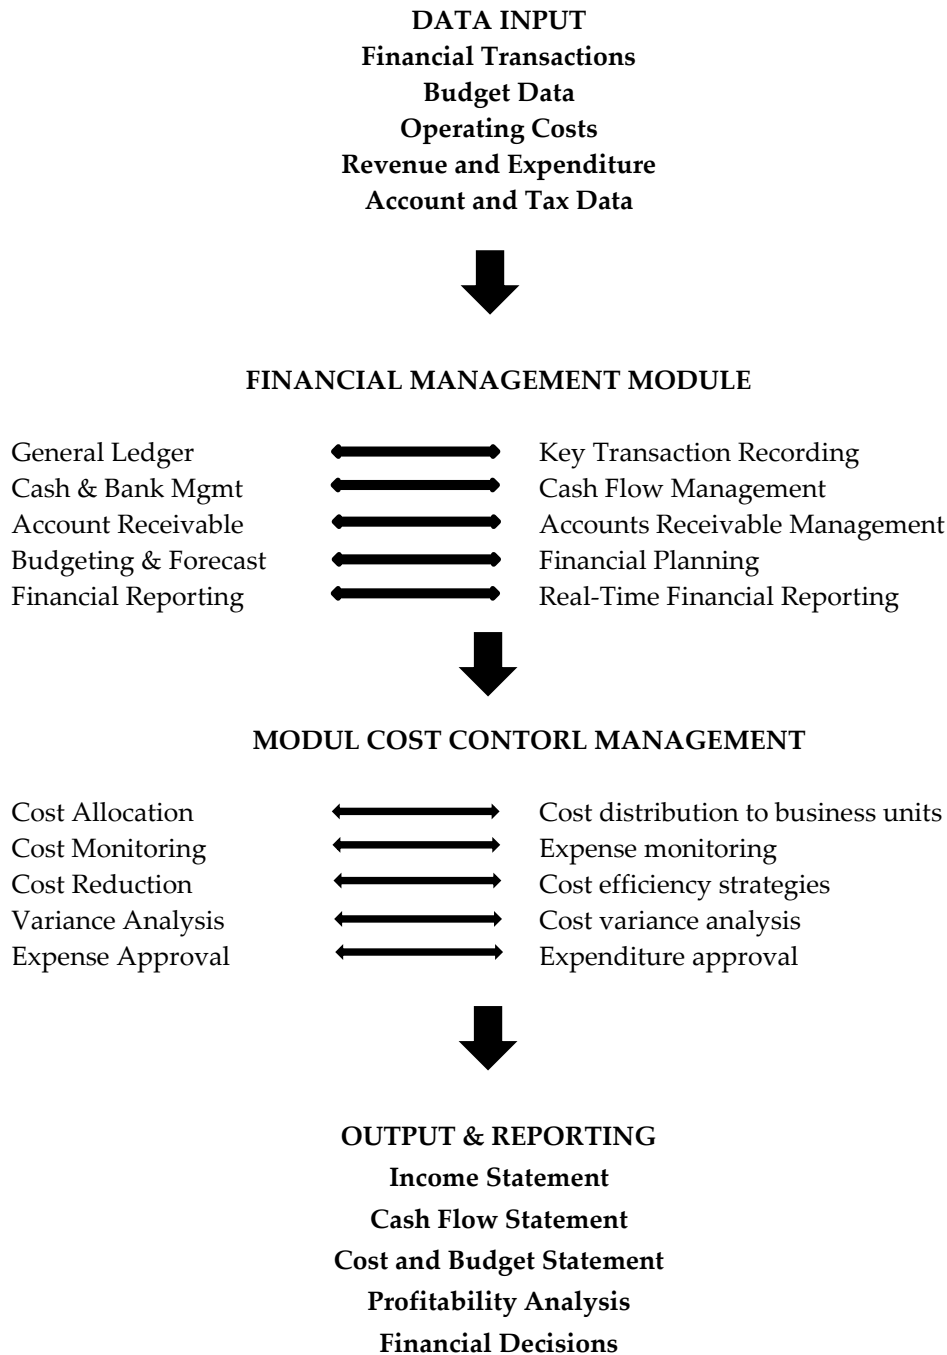 DATA INPUT
Financial Transactions
Budget Data
Operating Costs
Revenue and Expenditure
Account and Tax Data
FINANCIAL MANAGEMENT MODULE
General Ledger Key Transaction Recording
Cash & Bank Mgmt Cash Flow Management
Account Receivable Accounts Receivable Management
Budgeting & Forecast Financial Planning
Financial Reporting Real-Time Financial Reporting
MODUL COST CONTORL MANAGEMENT
Cost Allocation Cost distribution to business units
Cost Monitoring Expense monitoring
Cost Reduction Cost efficiency strategies
Variance Analysis Cost variance analysis
Expense Approval Expenditure approval
OUTPUT & REPORTING
Income Statement
Cash Flow Statement
Cost and Budget Statement
Profitability Analysis
Financial Decisions